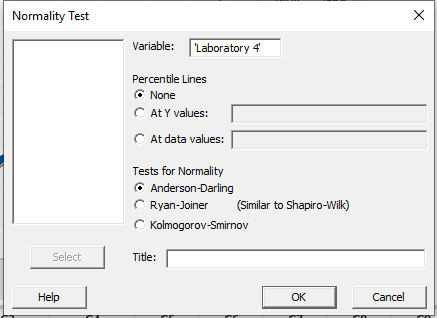 Normality Test
Variable: 'Laboratory 4'
Percentile Lines
None
At Y values:
At data values:
Tests for Normality
Anderson-Darling
Ryan-Joiner (Similar to Shapiro-Wilk)
Kolmogorov-Smirnov
Select
Title:
Help
OK
Cancel